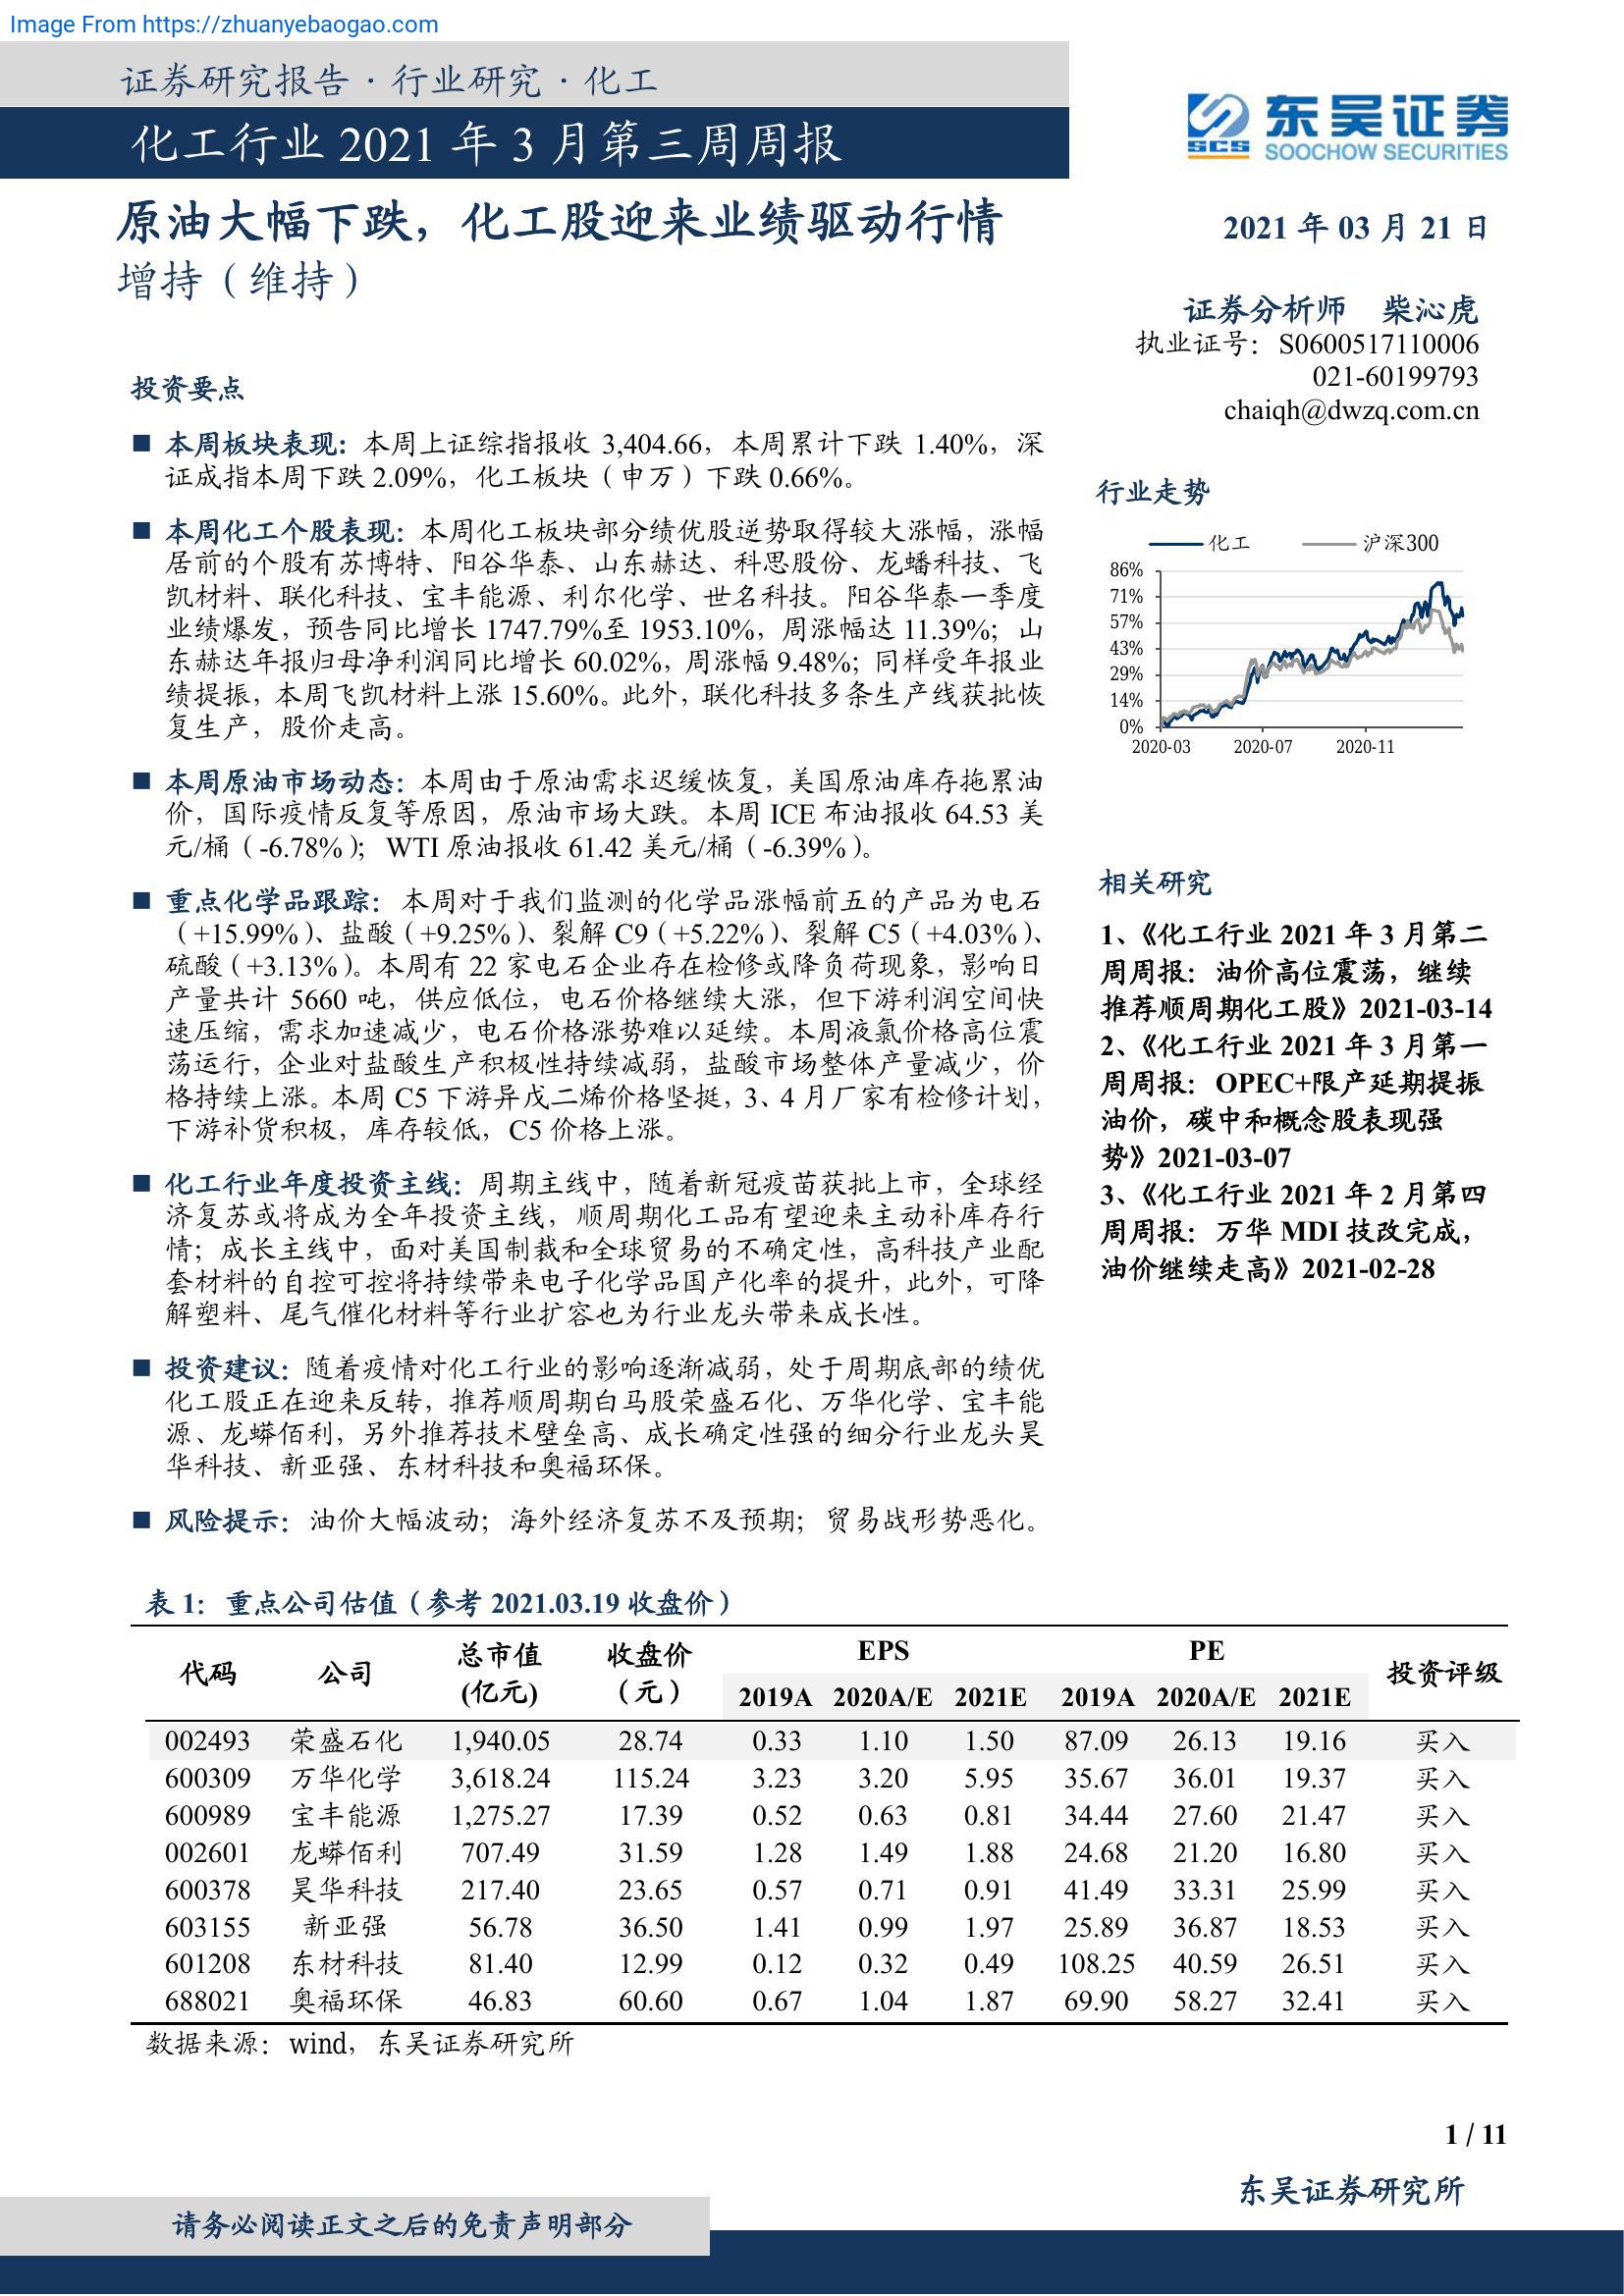 Image From https://zhuanyebaogao.com
证券研究报告·行业研究·化工
化工行业 2021 年 3 月第三周周报
东吴证券
SCS
SOOCHOW SECURITIES
原油大幅下跌，化工股迎来业绩驱动行情
增持（维持）
2021 年 03 月 21 日
证券分析师 柴沁虎
执业证号：S0600517110006
021-60199793
chaiqh@dwzq.com.cn
投资要点
■ 本周板块表现：本周上证综指报收 3,404.66，本周累计下跌 1.40%，深
证成指本周下跌 2.09%，化工板块（申万）下跌 0.66%。
■ 本周化工个股表现：本周化工板块部分绩优股逆势取得较大涨幅，涨幅
居前的个股有苏博特、阳谷华泰、山东赫达、科思股份、龙蟠科技、飞
凯材料、联化科技、宝丰能源、利尔化学、世名科技。阳谷华泰一季度
业绩爆发，预告同比增长 1747.79%至 1953.10%，周涨幅达 11.39%；山
东赫达年报归母净利润同比增长 60.02%，周涨幅 9.48%；同样受年报业
绩提振，本周飞凯材料上涨 15.60%。此外，联化科技多条生产线获批恢
复生产，股价走高。
■ 本周原油市场动态：本周由于原油需求迟缓恢复，美国原油库存拖累油
价，国际疫情反复等原因，原油市场大跌。本周 ICE 布油报收 64.53 美
元/桶（-6.78%）；WTI 原油报收 61.42 美元/桶（-6.39%）。
■ 重点化学品跟踪：本周对于我们监测的化学品涨幅前五的产品为电石
（+15.99%）、盐酸（+9.25%）、裂解 C9（+5.22%）、裂解 C5（+4.03%）、
硫酸（+3.13%）。本周有 22 家电石企业存在检修或降负荷现象，影响日
产量共计 5660 吨，供应低位，电石价格继续大涨，但下游利润空间快
速压缩，需求加速减少，电石价格涨势难以延续。本周液氯价格高位震
荡运行，企业对盐酸生产积极性持续减弱，盐酸市场整体产量减少，价
格持续上涨。本周 C5 下游异戊二烯价格坚挺，3、4 月厂家有检修计划，
下游补货积极，库存较低，C5 价格上涨。
■ 化工行业年度投资主线：周期主线中，随着新冠疫苗获批上市，全球经
济复苏或将成为全年投资主线，顺周期化工品有望迎来主动补库存行
情；成长主线中，面对美国制裁和全球贸易的不确定性，高科技产业配
套材料的自控可控将持续带来电子化学品国产化率的提升，此外，可降
解塑料、尾气催化材料等行业扩容也为行业龙头带来成长性。
■ 投资建议：随着疫情对化工行业的影响逐渐减弱，处于周期底部的绩优
化工股正在迎来反转，推荐顺周期白马股荣盛石化、万华化学、宝丰能
源、龙蟒佰利，另外推荐技术壁垒高、成长确定性强的细分行业龙头昊
华科技、新亚强、东材科技和奥福环保。
■ 风险提示：油价大幅波动；海外经济复苏不及预期；贸易战形势恶化。
行业走势
化工 沪深300
86%
71%
57%
43%
29%
14%
0%
2020-03 2020-07 2020-11
相关研究
1、《化工行业 2021 年 3 月第二
周周报：油价高位震荡，继续
推荐顺周期化工股》2021-03-14
2、《化工行业 2021 年 3 月第一
周周报：OPEC+限产延期提振
油价，碳中和概念股表现强
势》2021-03-07
3、《化工行业 2021 年 2 月第四
周周报：万华 MDI 技改完成，
油价继续走高》2021-02-28
表 1：重点公司估值（参考 2021.03.19 收盘价）
代码 公司 总市值 收盘价 EPS PE 投资评级
(亿元) （元） 2019A 2020A/E 2021E 2019A 2020A/E 2021E
002493 荣盛石化 1,940.05 28.74 0.33 1.10 1.50 87.09 26.13 19.16 买入
600309 万华化学 3,618.24 115.24 3.23 3.20 5.95 35.67 36.01 19.37 买入
600989 宝丰能源 1,275.27 17.39 0.52 0.63 0.81 34.44 27.60 21.47 买入
002601 龙蟒佰利 707.49 31.59 1.28 1.49 1.88 24.68 21.20 16.80 买入
600378 昊华科技 217.40 23.65 0.57 0.71 0.91 41.49 33.31 25.99 买入
603155 新亚强 56.78 36.50 1.41 0.99 1.97 25.89 36.87 18.53 买入
601208 东材科技 81.40 12.99 0.12 0.32 0.49 108.25 40.59 26.51 买入
688021 奥福环保 46.83 60.60 0.67 1.04 1.87 69.90 58.27 32.41 买入
数据来源：wind，东吴证券研究所
1 / 11
东吴证券研究所
请务必阅读正文之后的免责声明部分